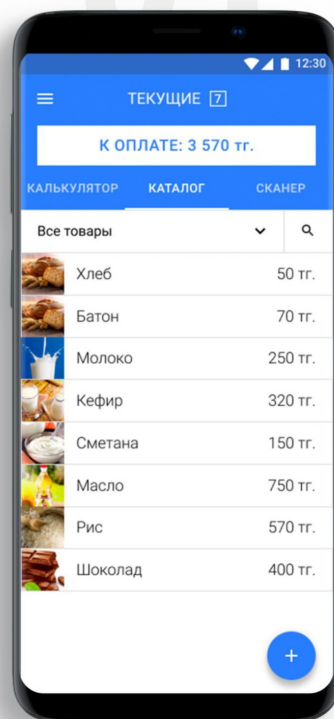 12:30
ТЕКУЩИЕ 7
К ОПЛАТЕ: 3 570 тг.
КАЛЬКУЛЯТОР КАТАЛОГ СКАНЕР
Все товары
Хлеб 50 тг.
Батон 70 тг.
Молоко 250 тг.
Кефир 320 тг.
Сметана 150 тг.
Масло 750 тг.
Рис 570 тг.
Шоколад 400 тг.